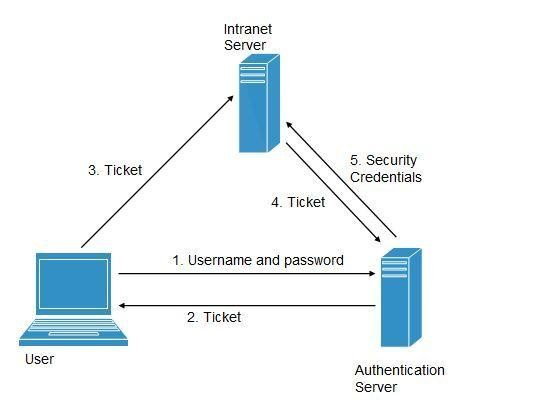 Intranet
Server
3. Ticket
5. Security
Credentials
4. Ticket
1. Username and password
2. Ticket
User
Authentication
Server